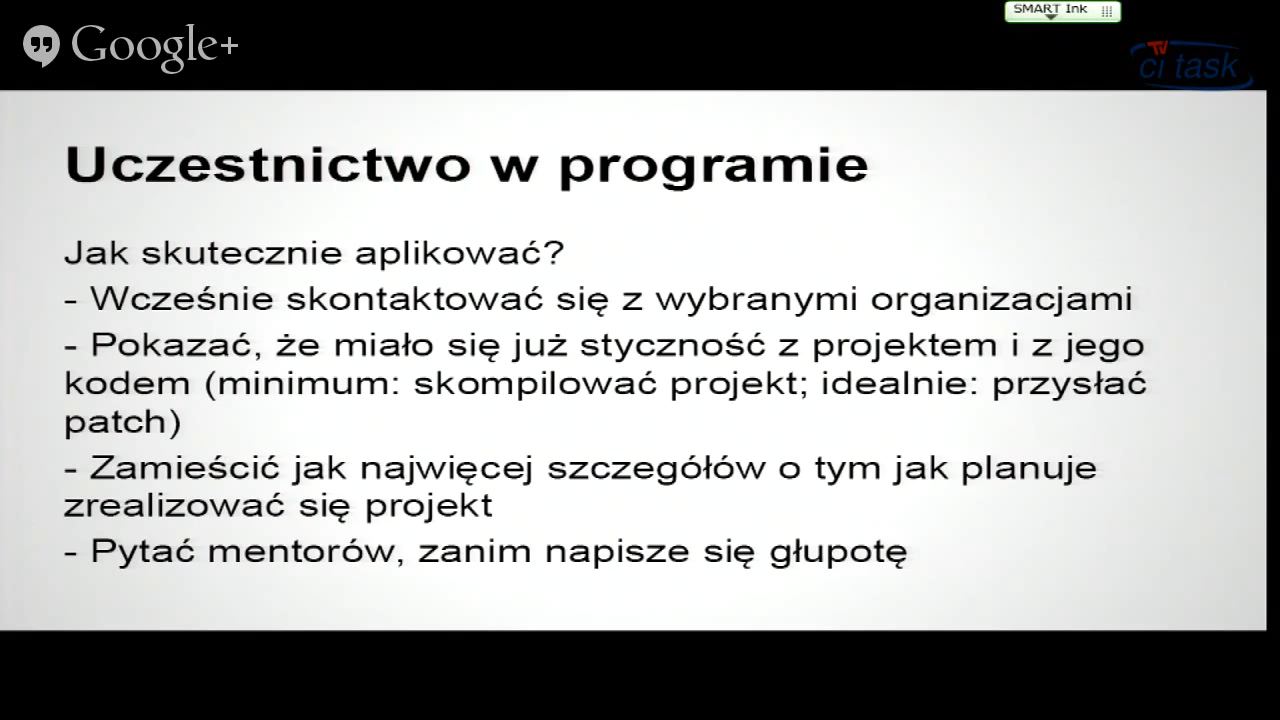 SMART Ink
Google+
TV
ci task
Uczestnictwo w programie
Jak skutecznie aplikować?
- Wcześnie skontaktować się z wybranymi organizacjami
- Pokazać, że miało się już styczność z projektem i z jego
kodem (minimum: skompilować projekt; idealnie: przysłać
patch)
- Zamieścić jak najwięcej szczegółów o tym jak planuje
zrealizować się projekt
- Pytać mentorów, zanim napisze się głupotę